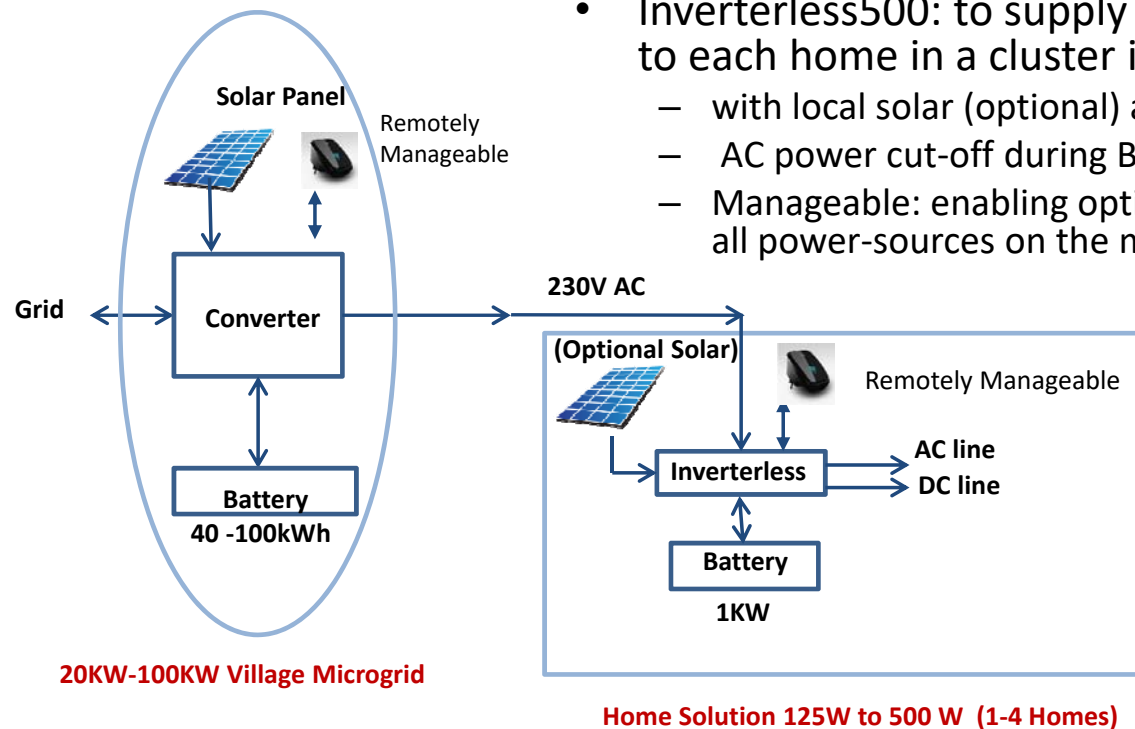 • Inverterless500: to supply
to each home in a cluster i
– with local solar (optional) a
– AC power cut-off during B
– Manageable: enabling opti
all power-sources on the
Solar Panel
Remotely
Manageable
Grid
Converter
230V AC
Battery
40 -100kWh
20KW-100KW Village Microgrid
(Optional Solar)
Remotely Manageable
Inverterless
AC line
DC line
Battery
1KW
Home Solution 125W to 500 W (1-4 Homes)